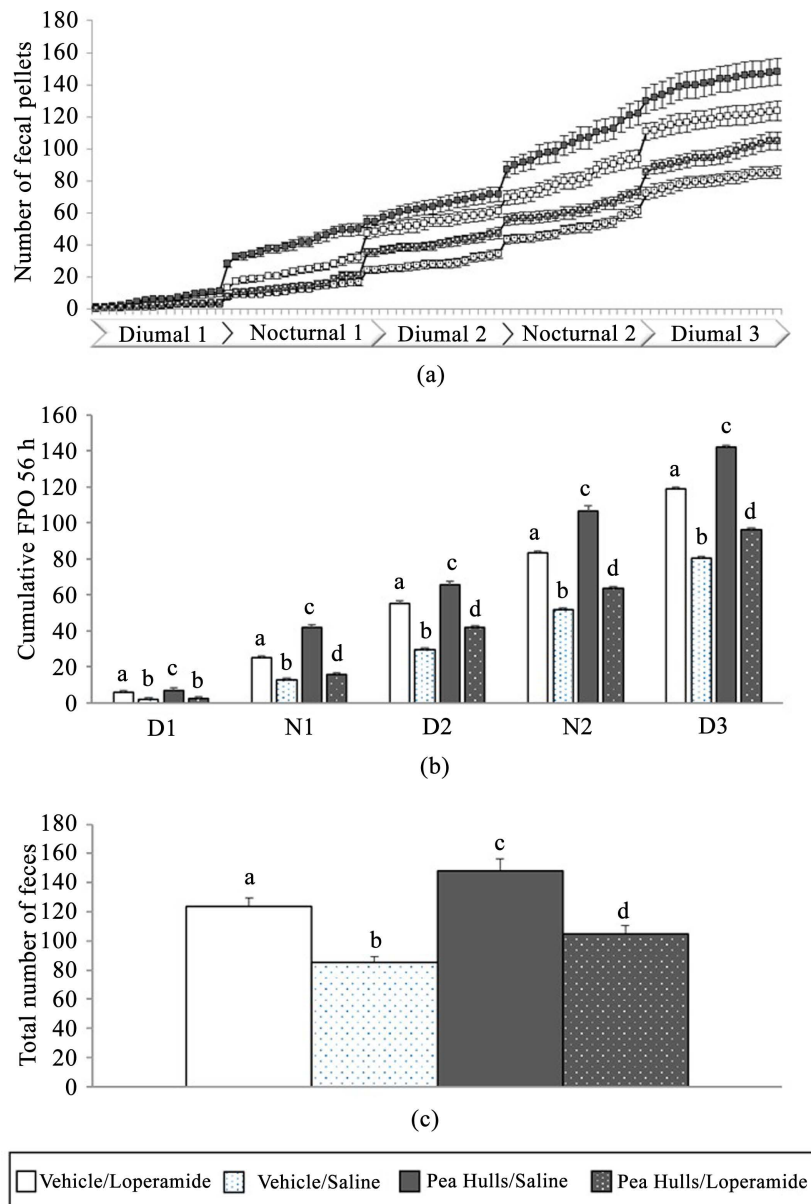 180
160
140
120
100
80
60
40
20
0
Number of fecal pellets
Diumal 1 Nocturnal 1 Diumal 2 Nocturnal 2 Diumal 3
(a)
160
140
120
100
80
60
40
20
0
Cumulative FPO 56 h
a b c b a b c d a b c d a b c d a b c d
D1 N1 D2 N2 D3
(b)
180
160
140
120
100
80
60
40
20
0
Total number of feces
a b c d
(c)
Vehicle/Loperamide Vehicle/Saline Pea Hulls/Saline Pea Hulls/Loperamide